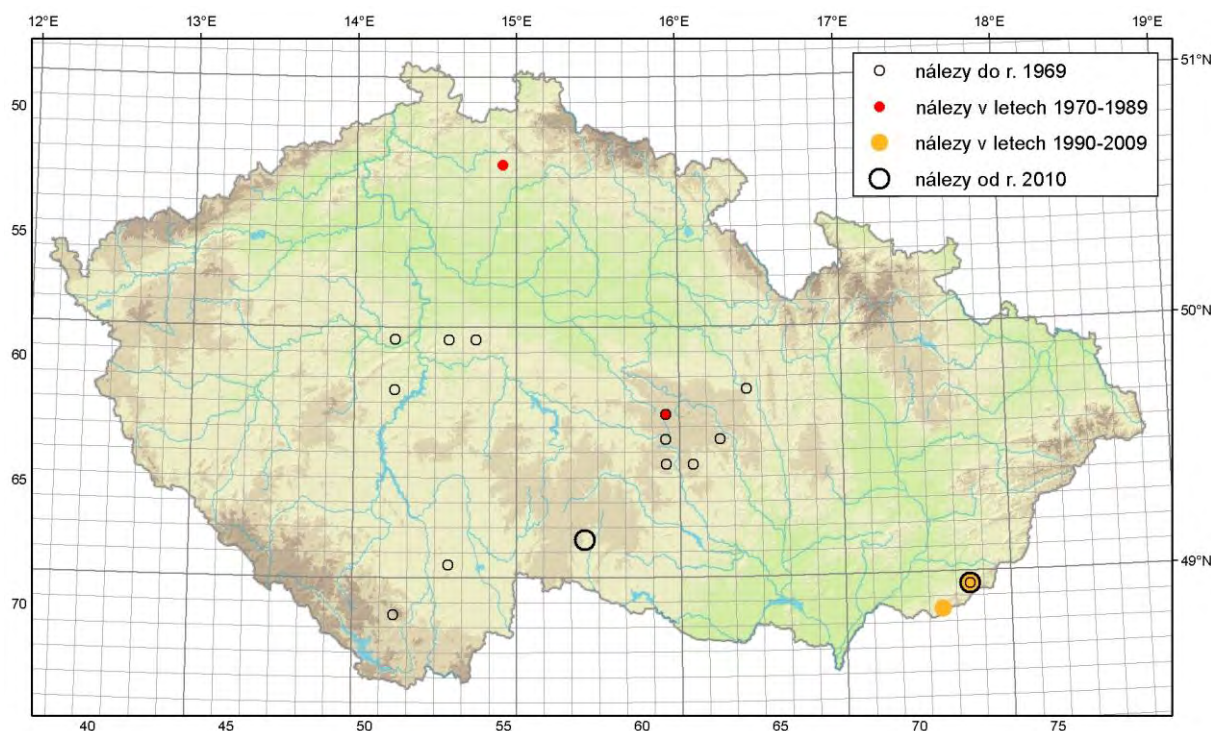 12°E 13°E 14°E 15°E 16°E 17°E 18°E 19°E
nálezy do r. 1969
nálezy v letech 1970-1989
nálezy v letech 1990-2009
nálezy od r. 2010
51°N
50
55
50°N
60
65
49°N
70
40 45 50 55 60 65 70 75